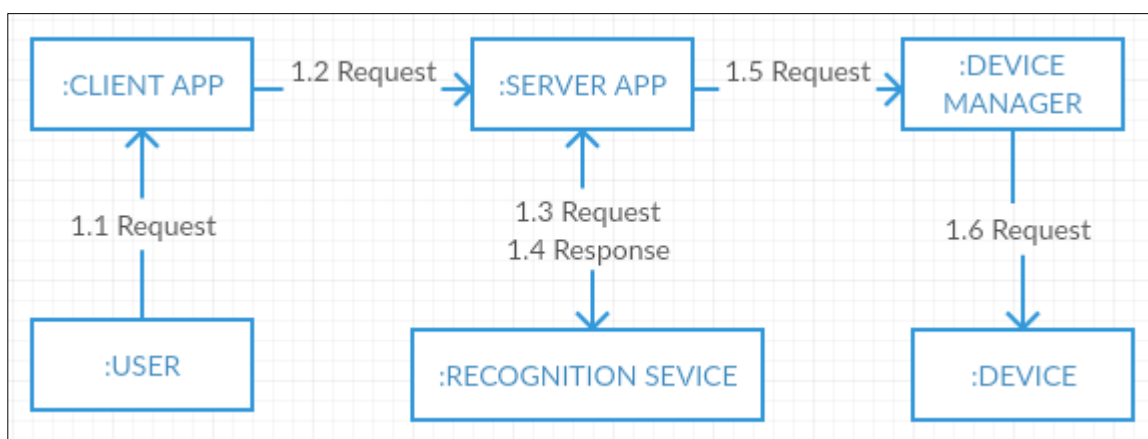 :CLIENT APP
1.2 Request
:SERVER APP
1.5 Request
:DEVICE
MANAGER
1.1 Request
1.3 Request
1.4 Response
1.6 Request
:USER
:RECOGNITION SEVICE
:DEVICE